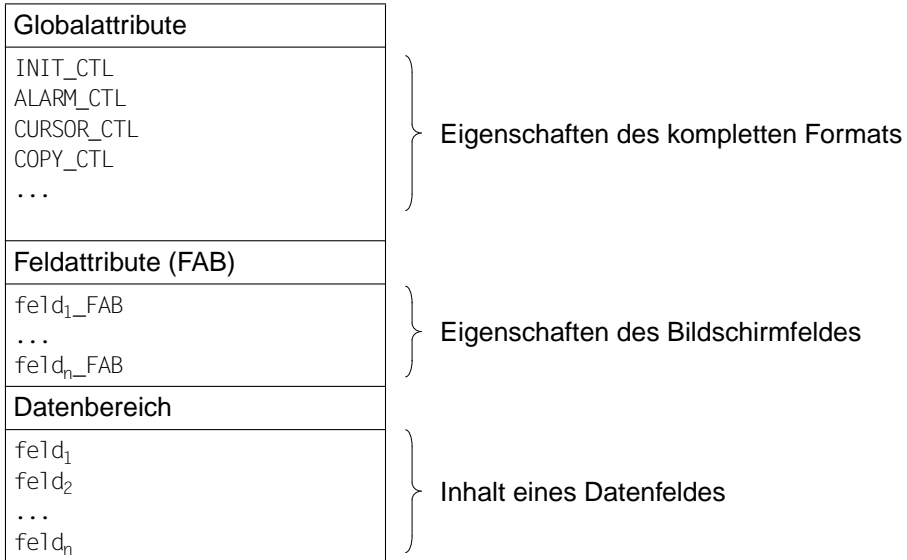 Globalattribute
INIT_CTL
ALARM_CTL
CURSOR_CTL
COPY_CTL
...
Eigenschaften des kompletten Formats
Feldattribute (FAB)
feld₁_FAB
...
feldₙ_FAB
Eigenschaften des Bildschirmfeldes
Datenbereich
feld₁
feld₂
...
feldₙ
Inhalt eines Datenfeldes